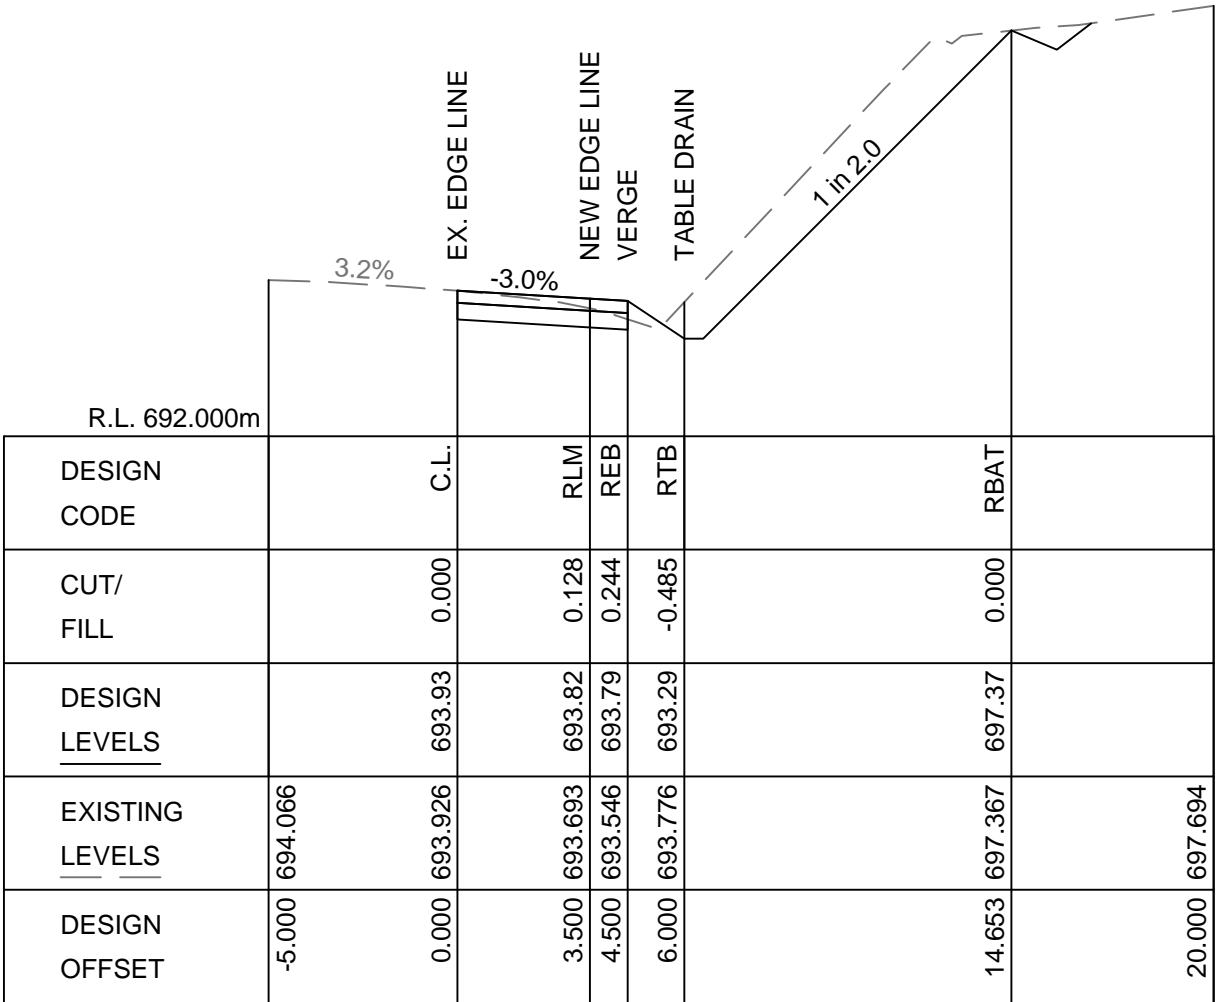 EX. EDGE LINE
NEW EDGE LINE
VERGE
TABLE DRAIN
1 in 2.0
3.2%
-3.0%
R.L. 692.000m
DESIGN
CODE
C.L.
RLM
REB
RTB
RBAT
CUT/
FILL
0.000
0.128
0.244
-0.485
0.000
DESIGN
LEVELS
693.93
693.82
693.79
693.29
697.37
EXISTING
LEVELS
694.066
693.926
693.693
693.546
693.776
697.367
697.694
DESIGN
OFFSET
-5.000
0.000
3.500
4.500
6.000
14.653
20.000